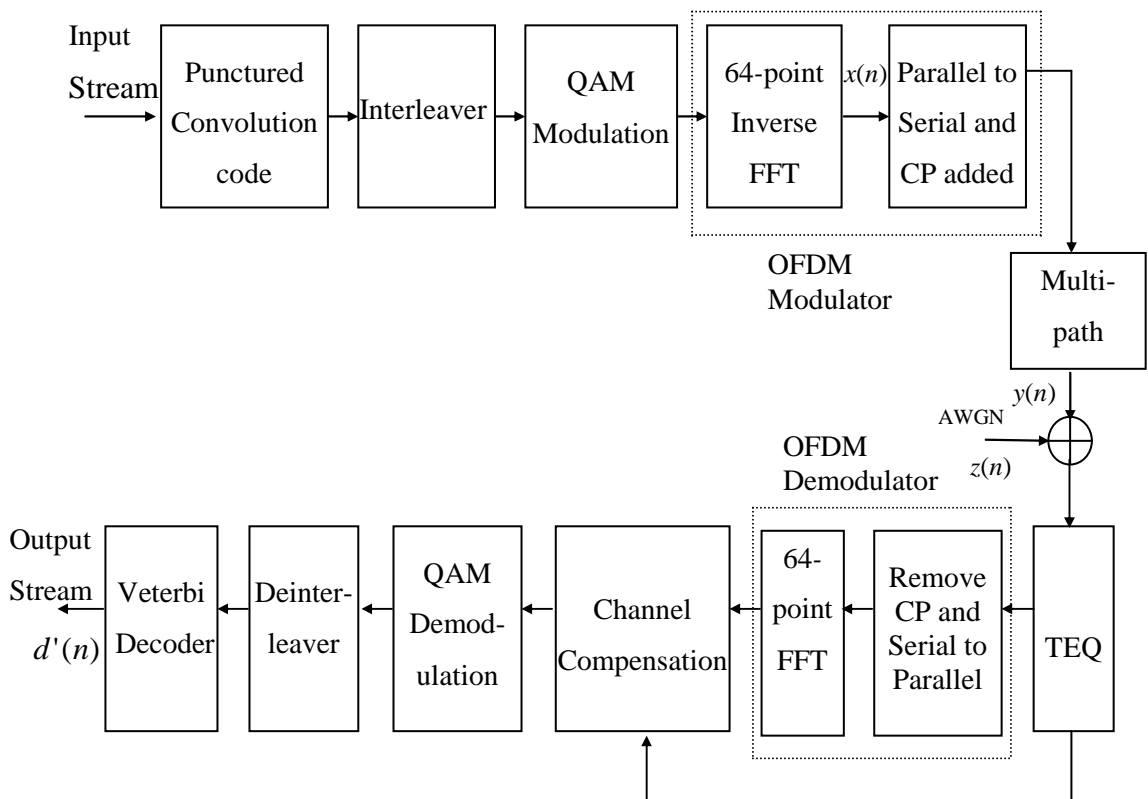 Input
Stream
Punctured
Convolution
code
Interleaver
QAM
Modulation
64-point
Inverse
FFT
x(n)
Parallel to
Serial and
CP added
OFDM
Modulator
Multi-
path
y(n)
AWGN
z(n)
OFDM
Demodulator
Output
Stream
d'(n)
Veterbi
Decoder
Deinter-
leaver
QAM
Demod-
ulation
Channel
Compensation
64-
point
FFT
Remove
CP and
Serial to
Parallel
TEQ